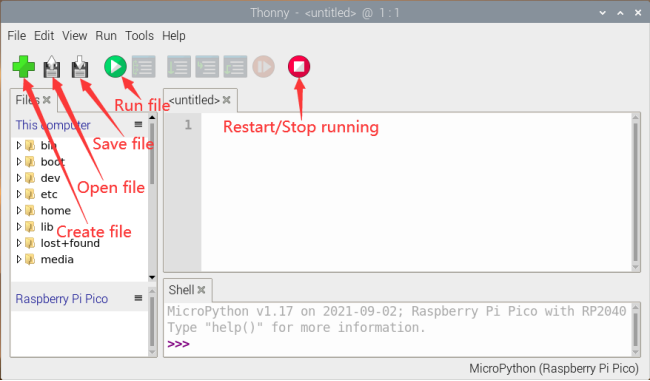 Thonny - <untitled> @ 1 : 1
File Edit View Run Tools Help
Files
<untitled>
Run file
This computer
1
Restart/Stop running
bin
Save file
boot
dev
Open file
etc
home
lib
Create file
lost+found
media
Shell
Raspberry Pi Pico
MicroPython v1.17 on 2021-09-02; Raspberry Pi Pico with RP2040
Type "help()" for more information.
>>>
MicroPython (Raspberry Pi Pico)